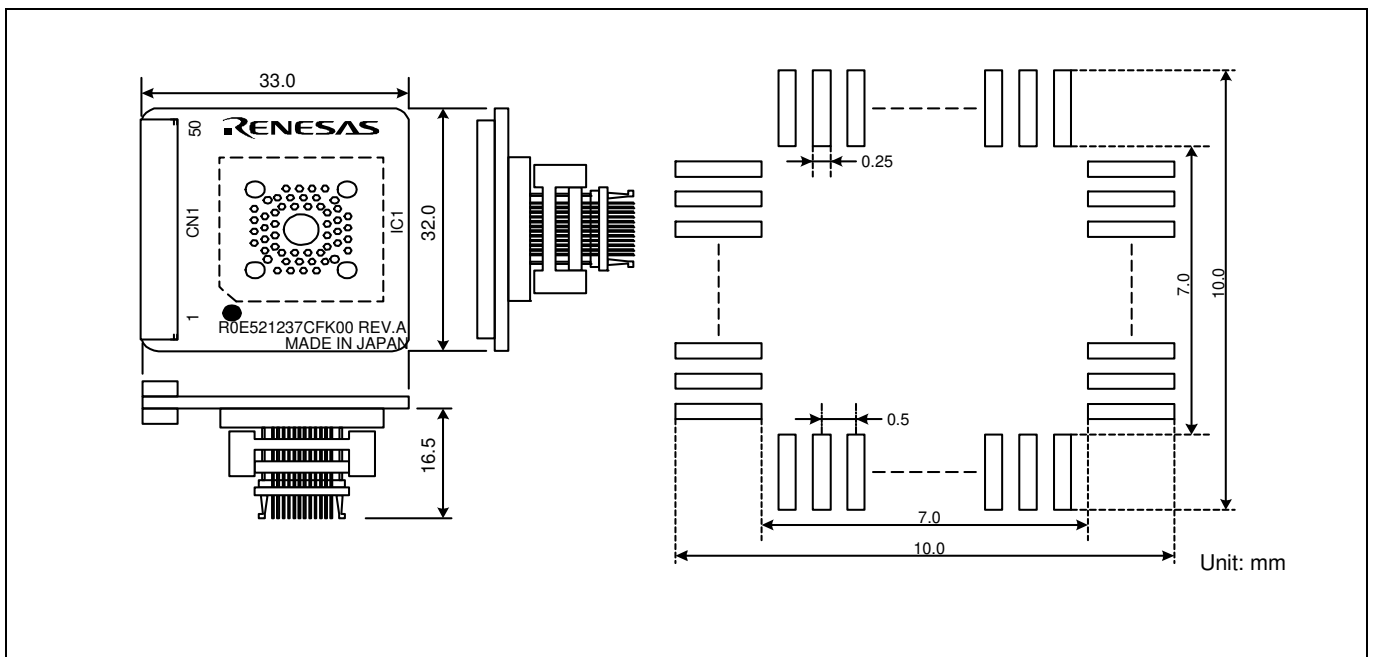 33.0
50
RENESAS
CN1
IC1
32.0
1
R0E521237CFK00 REV.A
MADE IN JAPAN
16.5
0.25
7.0
10.0
0.5
7.0
10.0
Unit: mm